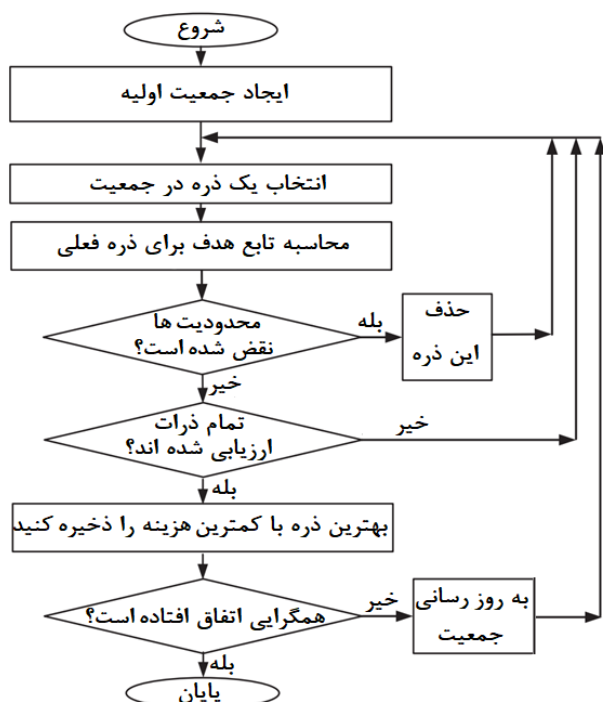 شروع
ایجاد جمعیت اولیه
انتخاب یک ذره در جمعیت
محاسبه تابع هدف برای ذره فعلی
محدودیت ها
نقض شده است؟
بله
حذف
این ذره
خیر
تمام ذرات
ارزیابی شده اند؟
خیر
بله
بهترین ذره با کمترین هزینه را ذخیره کنید
همگرایی اتفاق افتاده است؟
خیر
به روز رسانی
جمعیت
بله
پایان